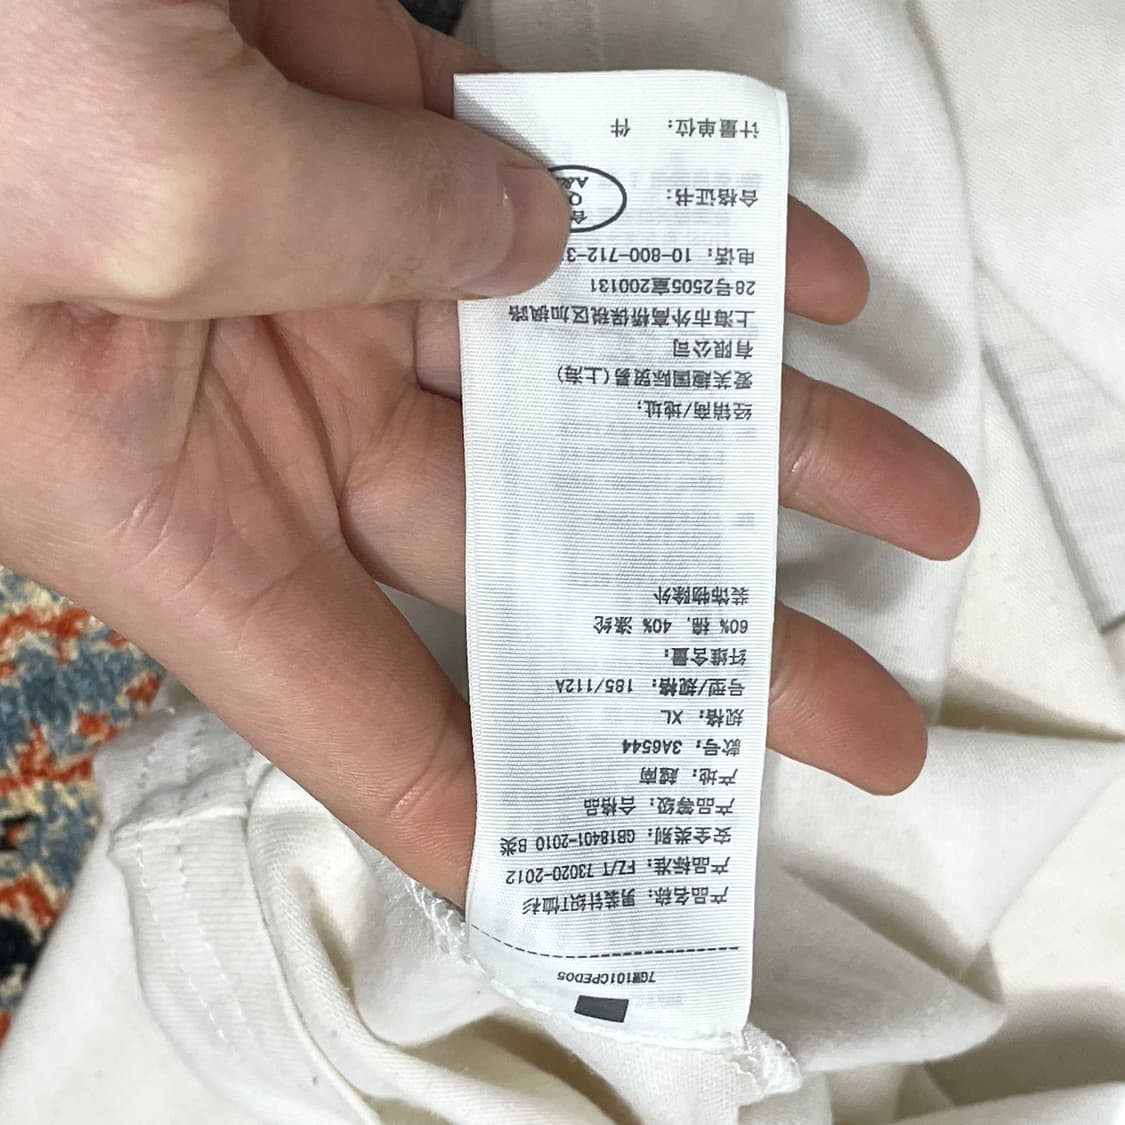 7GW101CPED05
产品名称: 男装针织T恤衫
产品标准: FZ/T 73020-2012
安全类别: GB18401-2010 B类
产品等级: 合格品
产地: 越南
款号: 3A6544
规格: XL
号型/规格: 185/112A
纤维含量:
60% 棉, 40% 涤纶
装饰物除外
经销商/地址:
爱芙趣国际贸易(上海)
有限公司
上海市外高桥保税区加枫路
28号2505室200131
电话: 10-800-712-3
合格证书: 合 Q
计量单位: 件